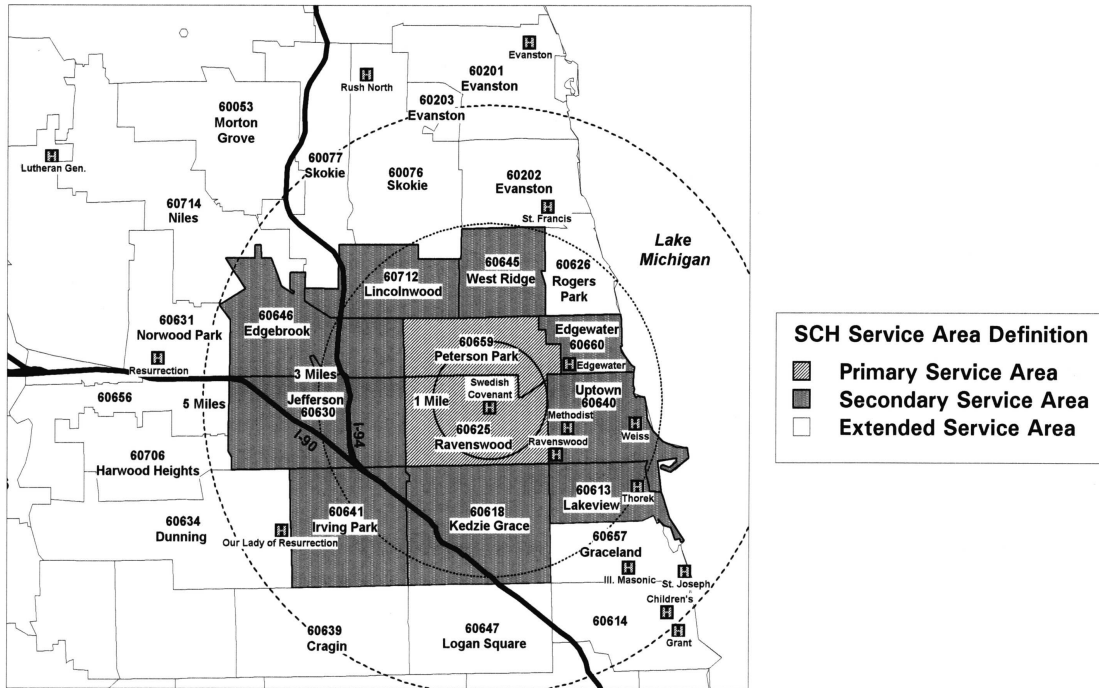 Evanston
60201
Evanston
Rush North
60203
Evanston
60053
Morton
Grove
Lutheran Gen.
60077
Skokie
60076
Skokie
60202
Evanston
St. Francis
60714
Niles
Lake
Michigan
60712
Lincolnwood
60645
West Ridge
60626
Rogers
Park
60646
Edgebrook
60631
Norwood Park
Resurrection
60659
Peterson Park
Edgewater
60660
Edgewater
3 Miles
Jefferson
60630
5 Miles
60656
1 Mile
Swedish
Covenant
Uptown
60640
Methodist
Weiss
60625
Ravenswood
Ravenswood
I-90
I-94
60706
Harwood Heights
60634
Dunning
Our Lady of Resurrection
60641
Irving Park
60618
Kedzie Grace
60613
Lakeview
Thorek
60657
Graceland
Ill. Masonic
St. Joseph
Children's
Grant
60614
60639
Cragin
60647
Logan Square
SCH Service Area Definition
Primary Service Area
Secondary Service Area
Extended Service Area